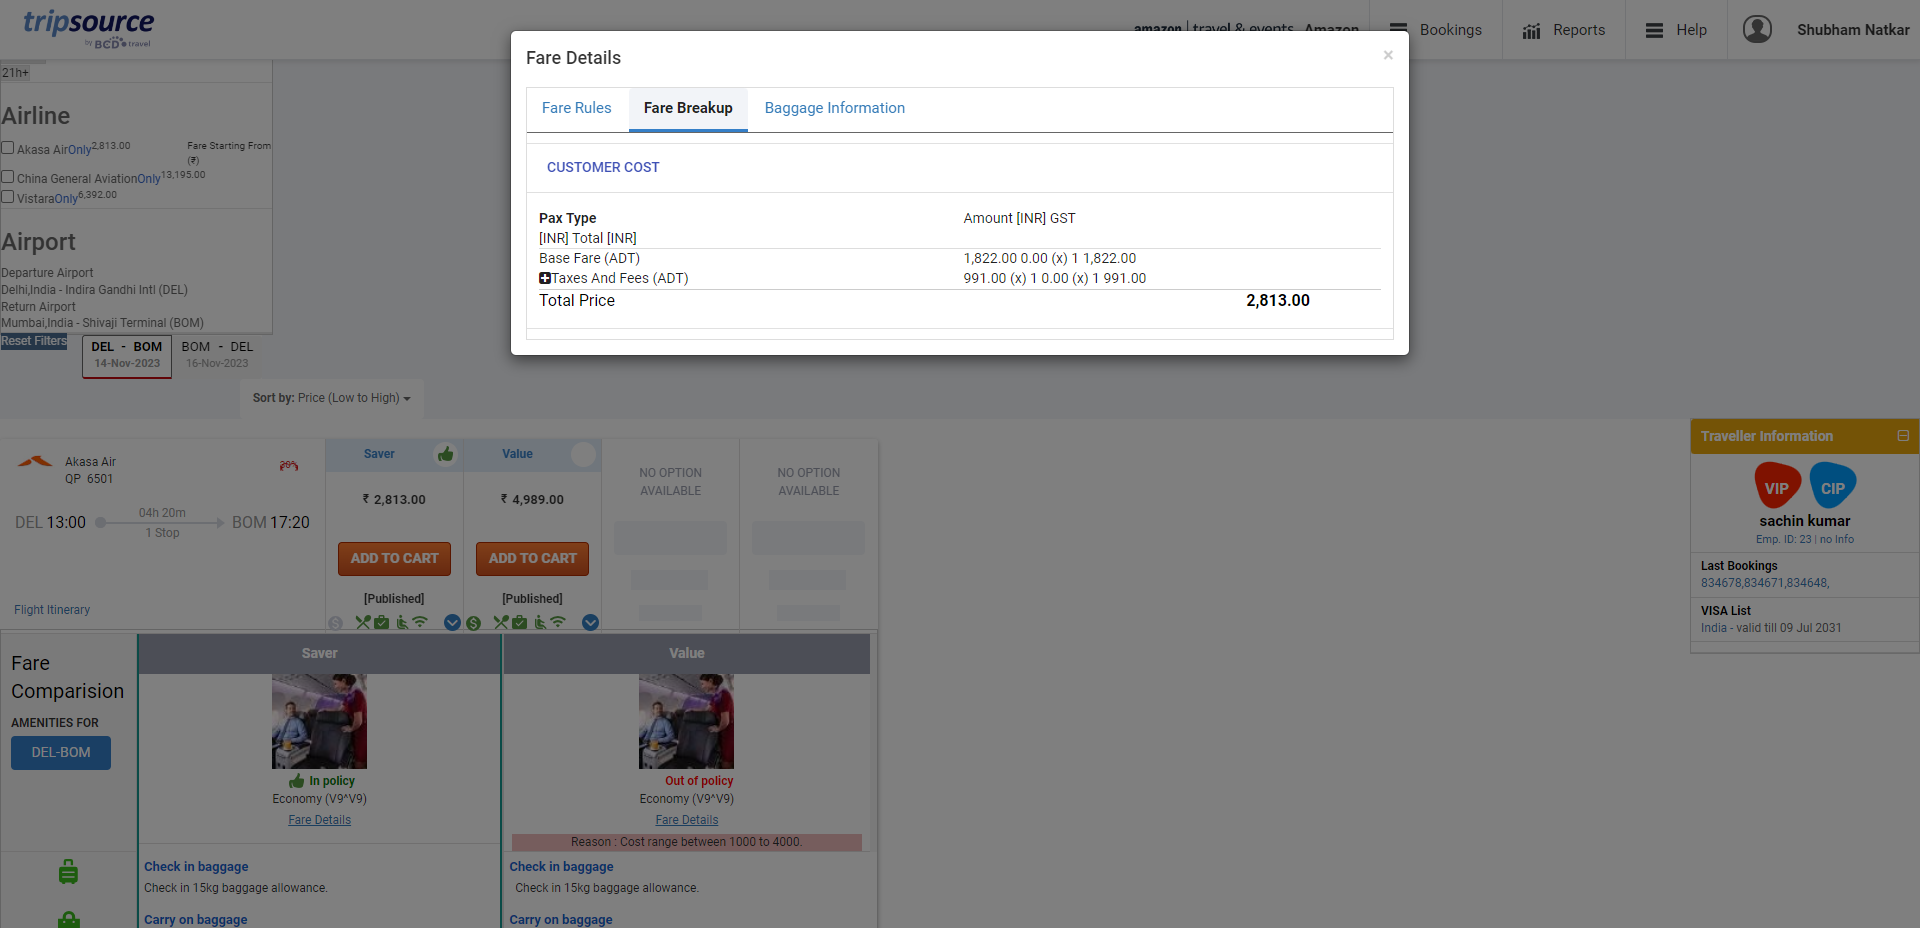 tripsource
by BCD travel
amazon | travel & events Amazon
Bookings
Reports
Help
Shubham Natkar
21h+
Airline
Fare Starting From
(₹)
Akasa AirOnly2,813.00
China General AviationOnly13,195.00
VistaraOnly6,392.00
Airport
Departure Airport
Delhi,India - Indira Gandhi Intl (DEL)
Return Airport
Mumbai,India - Shivaji Terminal (BOM)
Reset Filters
DEL - BOM
14-Nov-2023
BOM - DEL
16-Nov-2023
Sort by: Price (Low to High)
Fare Details
×
Fare Rules
Fare Breakup
Baggage Information
CUSTOMER COST
Pax Type Amount [INR] GST
[INR] Total [INR]
Base Fare (ADT) 1,822.00 0.00 (x) 1 1,822.00
Taxes And Fees (ADT) 991.00 (x) 1 0.00 (x) 1 991.00
Total Price 2,813.00
Akasa Air
QP 6501
DEL 13:00
04h 20m
1 Stop
BOM 17:20
Flight Itinerary
Saver
₹ 2,813.00
ADD TO CART
[Published]
Value
₹ 4,989.00
ADD TO CART
[Published]
NO OPTION
AVAILABLE
NO OPTION
AVAILABLE
Fare
Comparision
AMENITIES FOR
DEL-BOM
Saver
In policy
Economy (V9^V9)
Fare Details
Check in baggage
Check in 15kg baggage allowance.
Carry on baggage
Value
Out of policy
Economy (V9^V9)
Fare Details
Reason : Cost range between 1000 to 4000.
Check in baggage
Check in 15kg baggage allowance.
Carry on baggage
Traveller Information
VIP
CIP
sachin kumar
Emp. ID: 23 | no Info
Last Bookings
834678,834671,834648,
VISA List
India - valid till 09 Jul 2031